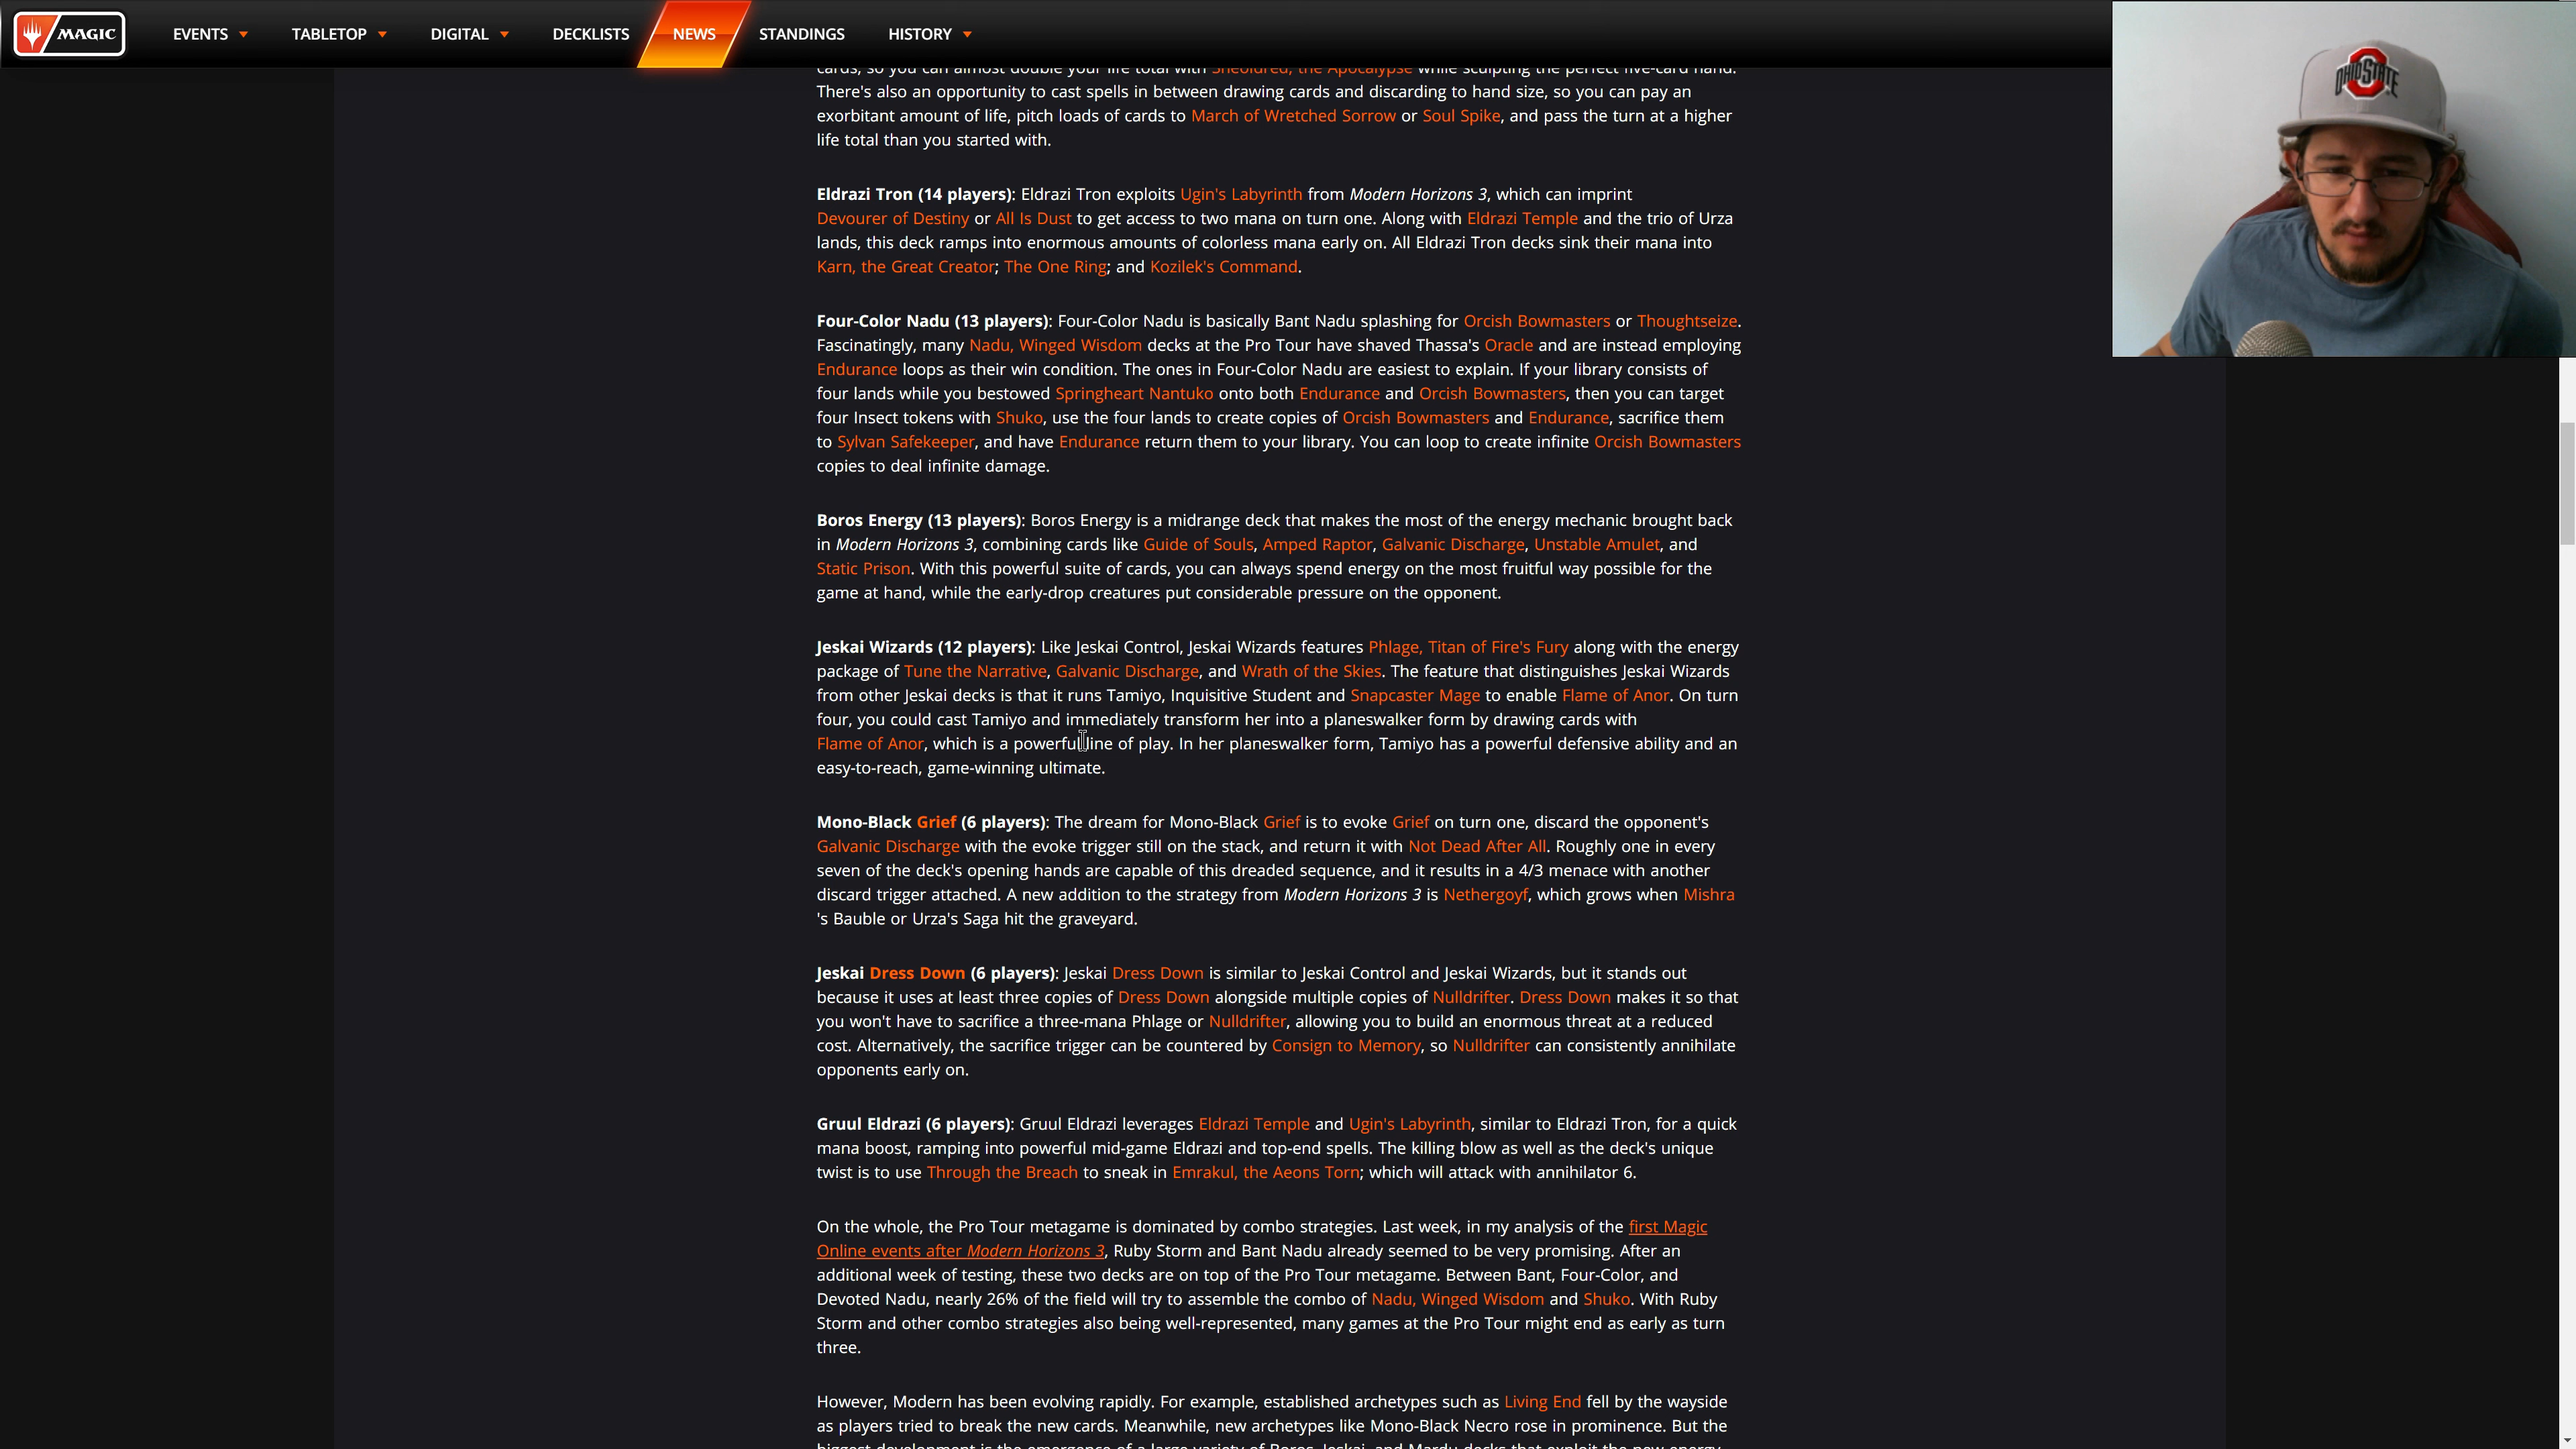 MAGIC
EVENTS TABLETOP DIGITAL DECKLISTS NEWS STANDINGS HISTORY
OHIO STATE
cards, so you can almost double your life total with Sheoldred, the Apocalypse while sculpting the perfect five-card hand.
There's also an opportunity to cast spells in between drawing cards and discarding to hand size, so you can pay an
exorbitant amount of life, pitch loads of cards to March of Wretched Sorrow or Soul Spike, and pass the turn at a higher
life total than you started with.
Eldrazi Tron (14 players): Eldrazi Tron exploits Ugin's Labyrinth from Modern Horizons 3, which can imprint
Devourer of Destiny or All Is Dust to get access to two mana on turn one. Along with Eldrazi Temple and the trio of Urza
lands, this deck ramps into enormous amounts of colorless mana early on. All Eldrazi Tron decks sink their mana into
Karn, the Great Creator; The One Ring; and Kozilek's Command.
Four-Color Nadu (13 players): Four-Color Nadu is basically Bant Nadu splashing for Orcish Bowmasters or Thoughtseize.
Fascinatingly, many Nadu, Winged Wisdom decks at the Pro Tour have shaved Thassa's Oracle and are instead employing
Endurance loops as their win condition. The ones in Four-Color Nadu are easiest to explain. If your library consists of
four lands while you bestowed Springheart Nantuko onto both Endurance and Orcish Bowmasters, then you can target
four Insect tokens with Shuko, use the four lands to create copies of Orcish Bowmasters and Endurance, sacrifice them
to Sylvan Safekeeper, and have Endurance return them to your library. You can loop to create infinite Orcish Bowmasters
copies to deal infinite damage.
Boros Energy (13 players): Boros Energy is a midrange deck that makes the most of the energy mechanic brought back
in Modern Horizons 3, combining cards like Guide of Souls, Amped Raptor, Galvanic Discharge, Unstable Amulet, and
Static Prison. With this powerful suite of cards, you can always spend energy on the most fruitful way possible for the
game at hand, while the early-drop creatures put considerable pressure on the opponent.
Jeskai Wizards (12 players): Like Jeskai Control, Jeskai Wizards features Phlage, Titan of Fire's Fury along with the energy
package of Tune the Narrative, Galvanic Discharge, and Wrath of the Skies. The feature that distinguishes Jeskai Wizards
from other Jeskai decks is that it runs Tamiyo, Inquisitive Student and Snapcaster Mage to enable Flame of Anor. On turn
four, you could cast Tamiyo and immediately transform her into a planeswalker form by drawing cards with
Flame of Anor, which is a powerful line of play. In her planeswalker form, Tamiyo has a powerful defensive ability and an
easy-to-reach, game-winning ultimate.
Mono-Black Grief (6 players): The dream for Mono-Black Grief is to evoke Grief on turn one, discard the opponent's
Galvanic Discharge with the evoke trigger still on the stack, and return it with Not Dead After All. Roughly one in every
seven of the deck's opening hands are capable of this dreaded sequence, and it results in a 4/3 menace with another
discard trigger attached. A new addition to the strategy from Modern Horizons 3 is Nethergoyf, which grows when Mishra
's Bauble or Urza's Saga hit the graveyard.
Jeskai Dress Down (6 players): Jeskai Dress Down is similar to Jeskai Control and Jeskai Wizards, but it stands out
because it uses at least three copies of Dress Down alongside multiple copies of Nulldrifter. Dress Down makes it so that
you won't have to sacrifice a three-mana Phlage or Nulldrifter, allowing you to build an enormous threat at a reduced
cost. Alternatively, the sacrifice trigger can be countered by Consign to Memory, so Nulldrifter can consistently annihilate
opponents early on.
Gruul Eldrazi (6 players): Gruul Eldrazi leverages Eldrazi Temple and Ugin's Labyrinth, similar to Eldrazi Tron, for a quick
mana boost, ramping into powerful mid-game Eldrazi and top-end spells. The killing blow as well as the deck's unique
twist is to use Through the Breach to sneak in Emrakul, the Aeons Torn; which will attack with annihilator 6.
On the whole, the Pro Tour metagame is dominated by combo strategies. Last week, in my analysis of the first Magic
Online events after Modern Horizons 3, Ruby Storm and Bant Nadu already seemed to be very promising. After an
additional week of testing, these two decks are on top of the Pro Tour metagame. Between Bant, Four-Color, and
Devoted Nadu, nearly 26% of the field will try to assemble the combo of Nadu, Winged Wisdom and Shuko. With Ruby
Storm and other combo strategies also being well-represented, many games at the Pro Tour might end as early as turn
three.
However, Modern has been evolving rapidly. For example, established archetypes such as Living End fell by the wayside
as players tried to break the new cards. Meanwhile, new archetypes like Mono-Black Necro rose in prominence. But the
biggest development is the emergence of a large variety of Boros, Jeskai, and Mardu decks that exploit the new energy